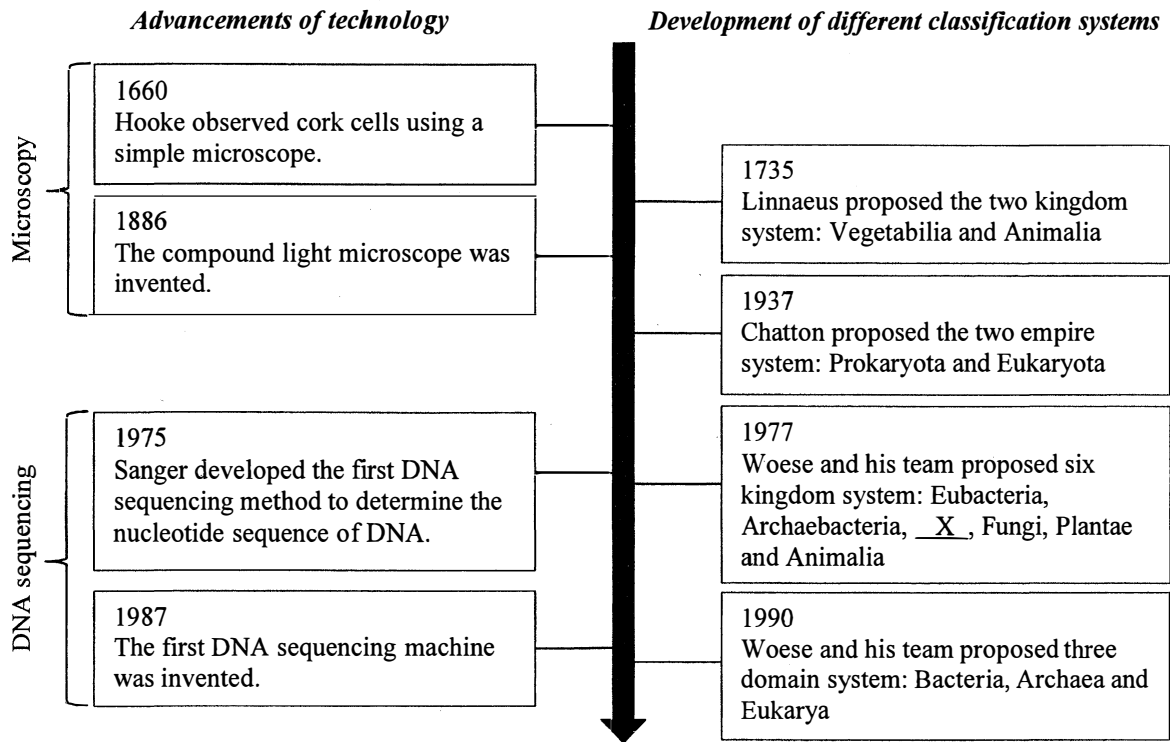 Advancements of technology
Development of different classification systems
Microscopy
1660
Hooke observed cork cells using a
simple microscope.
1886
The compound light microscope was
invented.
DNA sequencing
1975
Sanger developed the first DNA
sequencing method to determine the
nucleotide sequence of DNA.
1987
The first DNA sequencing machine
was invented.
1735
Linnaeus proposed the two kingdom
system: Vegetabilia and Animalia
1937
Chatton proposed the two empire
system: Prokaryota and Eukaryota
1977
Woese and his team proposed six
kingdom system: Eubacteria,
Archaebacteria, X , Fungi, Plantae
and Animalia
1990
Woese and his team proposed three
domain system: Bacteria, Archaea and
Eukarya